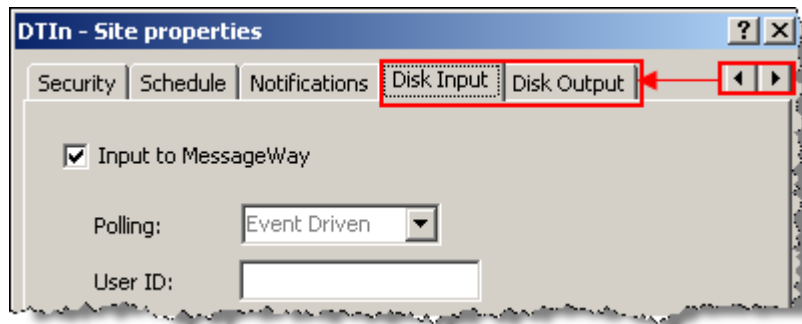 DTIn - Site properties
Security Schedule Notifications Disk Input Disk Output
Input to MessageWay
Polling: Event Driven
User ID: